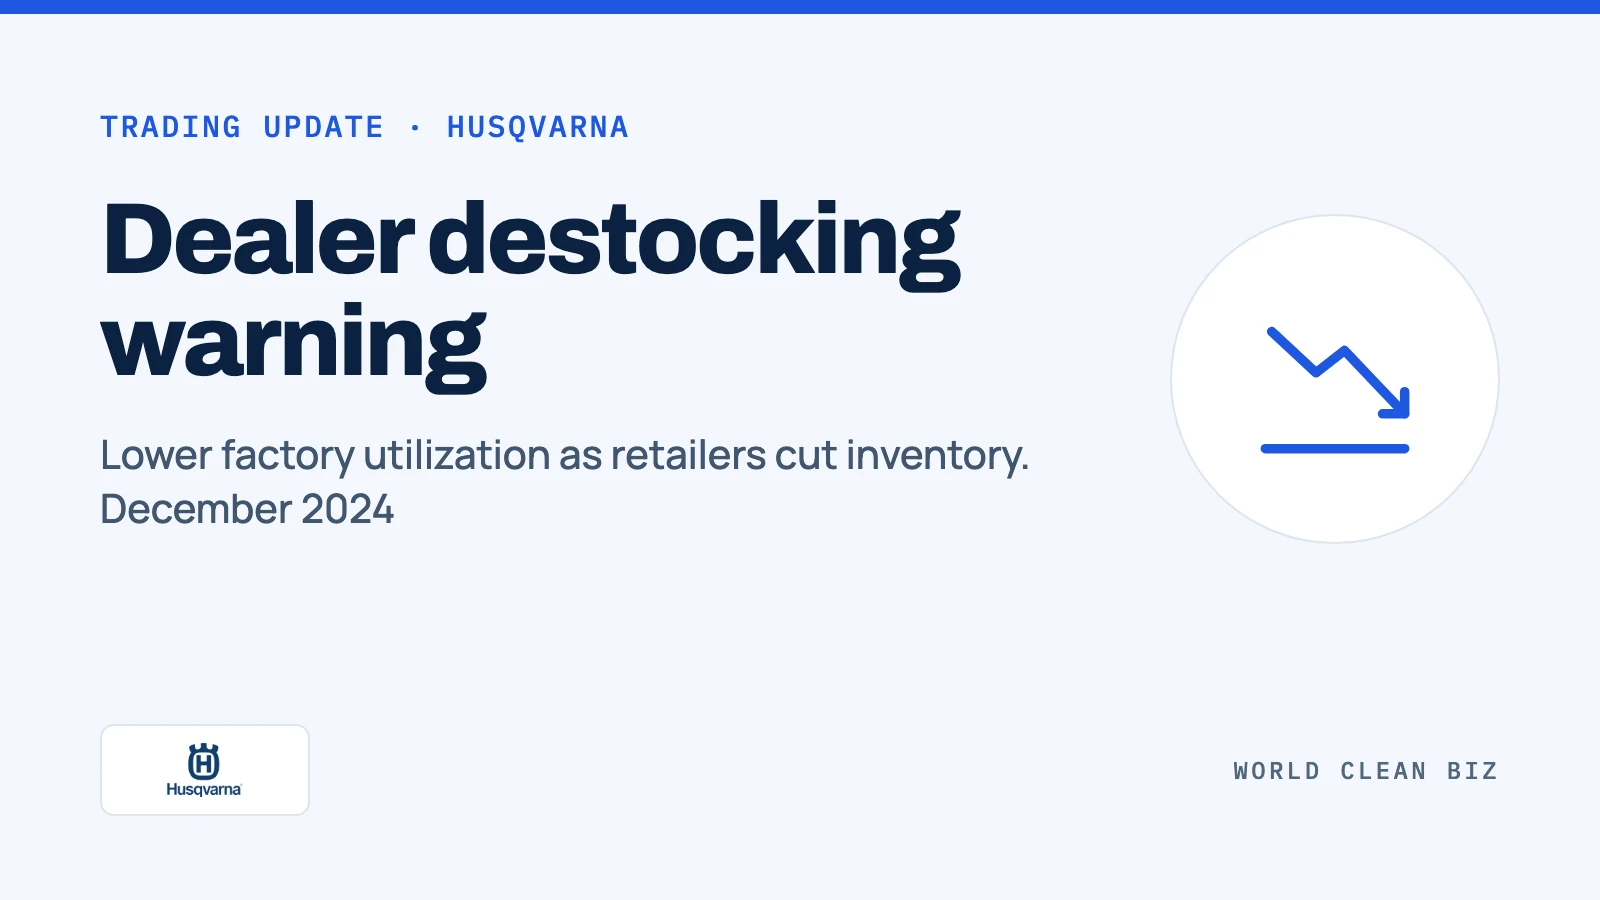 TRADING UPDATE · HUSQVARNA
Dealer destocking
warning
Lower factory utilization as retailers cut inventory.
December 2024
H
Husqvarna
WORLD CLEAN BIZ